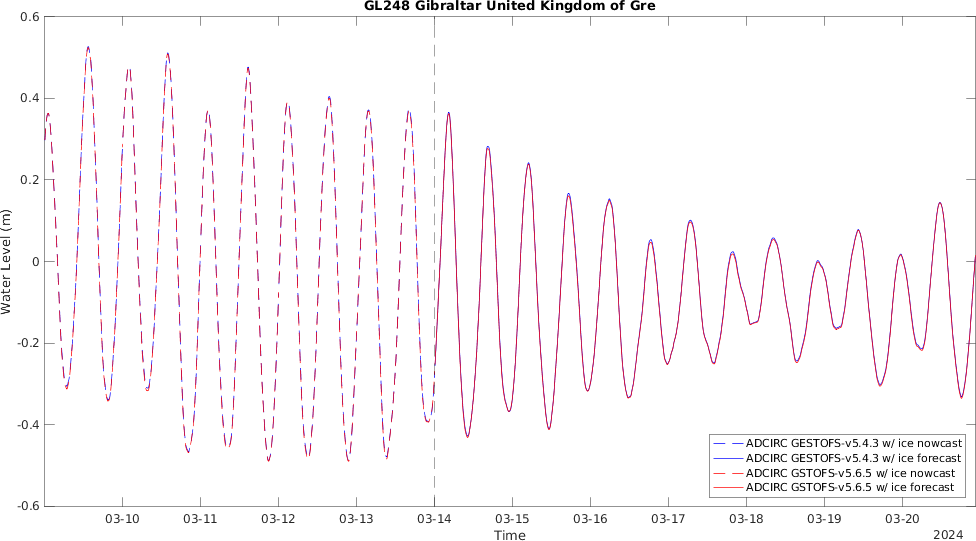 GL248 Gibraltar United Kingdom of Gre
0.6
0.4
0.2
0
-0.2
-0.4
-0.6
Water Level (m)
03-10 03-11 03-12 03-13 03-14 03-15 03-16 03-17 03-18 03-19 03-20
Time
2024
ADCIRC GESTOFS-v5.4.3 w/ ice nowcast
ADCIRC GESTOFS-v5.4.3 w/ ice forecast
ADCIRC GSTOFS-v5.6.5 w/ ice nowcast
ADCIRC GSTOFS-v5.6.5 w/ ice forecast